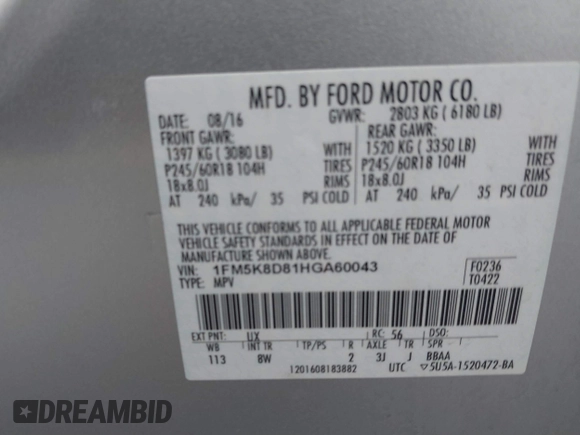 MFD. BY FORD MOTOR CO.
DATE: 08/16 GVWR: 2803 KG ( 6180 LB)
FRONT GAWR: REAR GAWR:
1397 KG ( 3080 LB) WITH 1520 KG ( 3350 LB) WITH
P245/60R18 104H TIRES P245/60R18 104H TIRES
18x8.0J RIMS 18x8.0J RIMS
AT 240 kPa/ 35 PSI COLD AT 240 kPa/ 35 PSI COLD
THIS VEHICLE CONFORMS TO ALL APPLICABLE FEDERAL MOTOR
VEHICLE SAFETY STANDARDS IN EFFECT ON THE DATE OF
MANUFACTURE SHOWN ABOVE.
VIN: 1FM5K8D81HGA60043 F0236
TYPE: MPV T0422
EXT PNT: UX RC: 56 DSO:
WB INT TR TP/PS R AXLE TR SPR
113 8W 2 3J J BBAA
1201608183882 UTC ▽5U5A-1520472-BA
DREAMBID